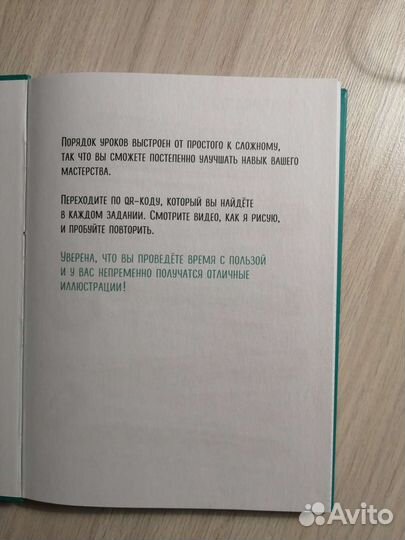 Порядок уроков выстроен от простого к сложному,
так что вы сможете постепенно улучшать навык вашего
мастерства.
Переходите по QR-коду, который вы найдёте
в каждом задании. Смотрите видео, как я рисую,
и пробуйте повторить.
Уверена, что вы проведёте время с пользой
и у вас непременно получатся отличные
иллюстрации!
Avito